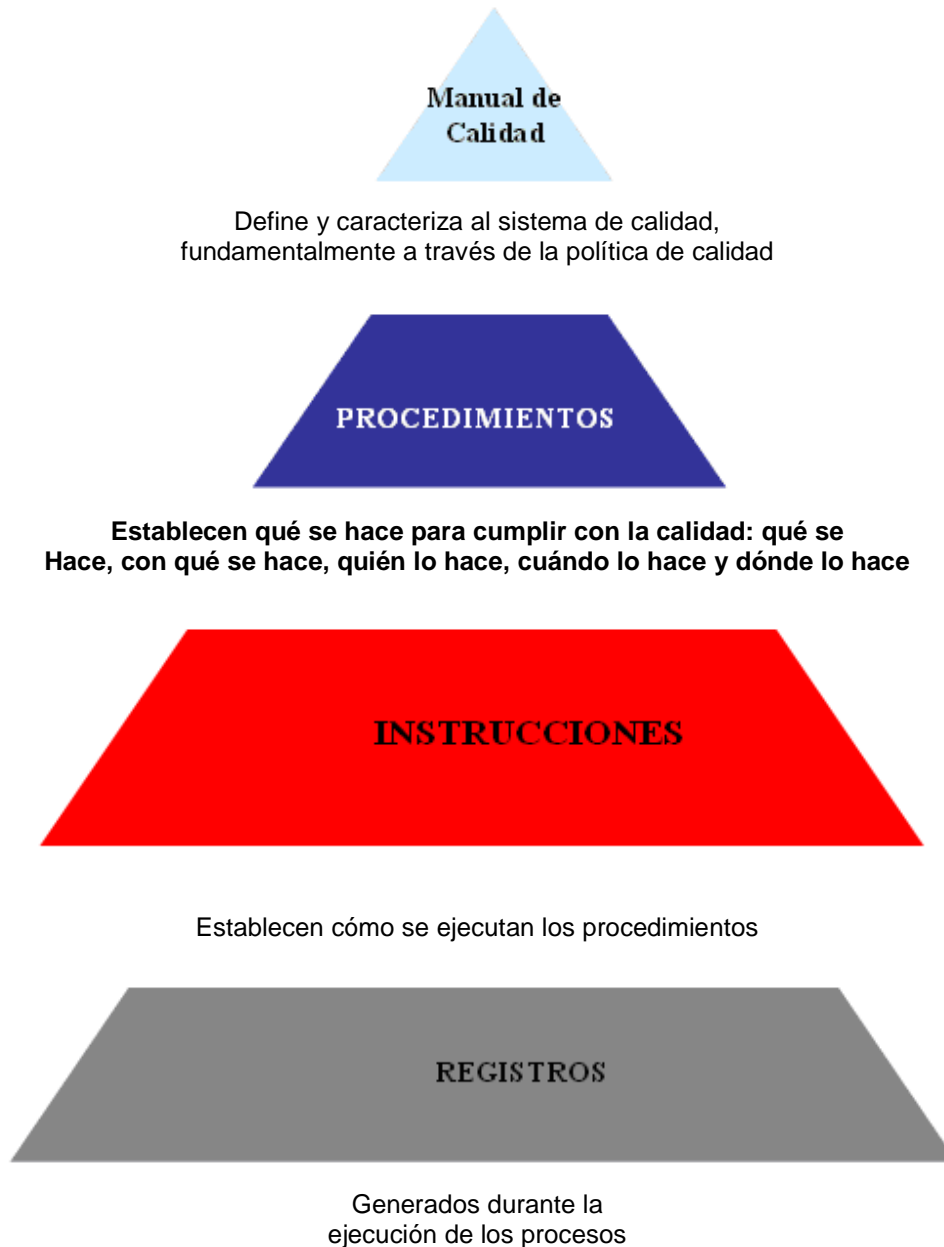 Manual de
Calidad
Define y caracteriza al sistema de calidad,
fundamentalmente a través de la política de calidad
PROCEDIMIENTOS
Establecen qué se hace para cumplir con la calidad: qué se
Hace, con qué se hace, quién lo hace, cuándo lo hace y dónde lo hace
INSTRUCCIONES
Establecen cómo se ejecutan los procedimientos
REGISTROS
Generados durante la
ejecución de los procesos